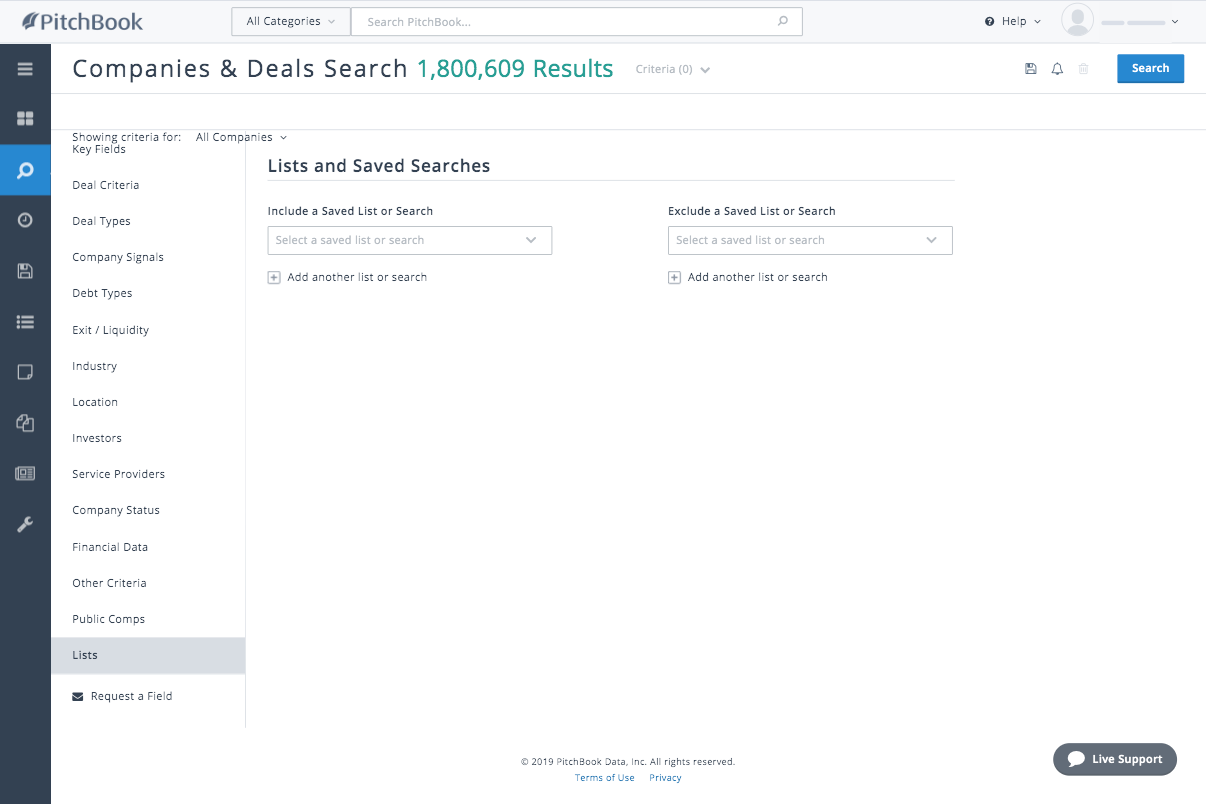 PitchBook
All Categories
Search PitchBook...
Help
Companies & Deals Search 1,800,609 Results
Criteria (0)
Search
Showing criteria for: All Companies
Key Fields
Deal Criteria
Deal Types
Company Signals
Debt Types
Exit / Liquidity
Industry
Location
Investors
Service Providers
Company Status
Financial Data
Other Criteria
Public Comps
Lists
Request a Field
Lists and Saved Searches
Include a Saved List or Search
Select a saved list or search
Add another list or search
Exclude a Saved List or Search
Select a saved list or search
Add another list or search
© 2019 PitchBook Data, Inc. All rights reserved.
Terms of Use Privacy
Live Support